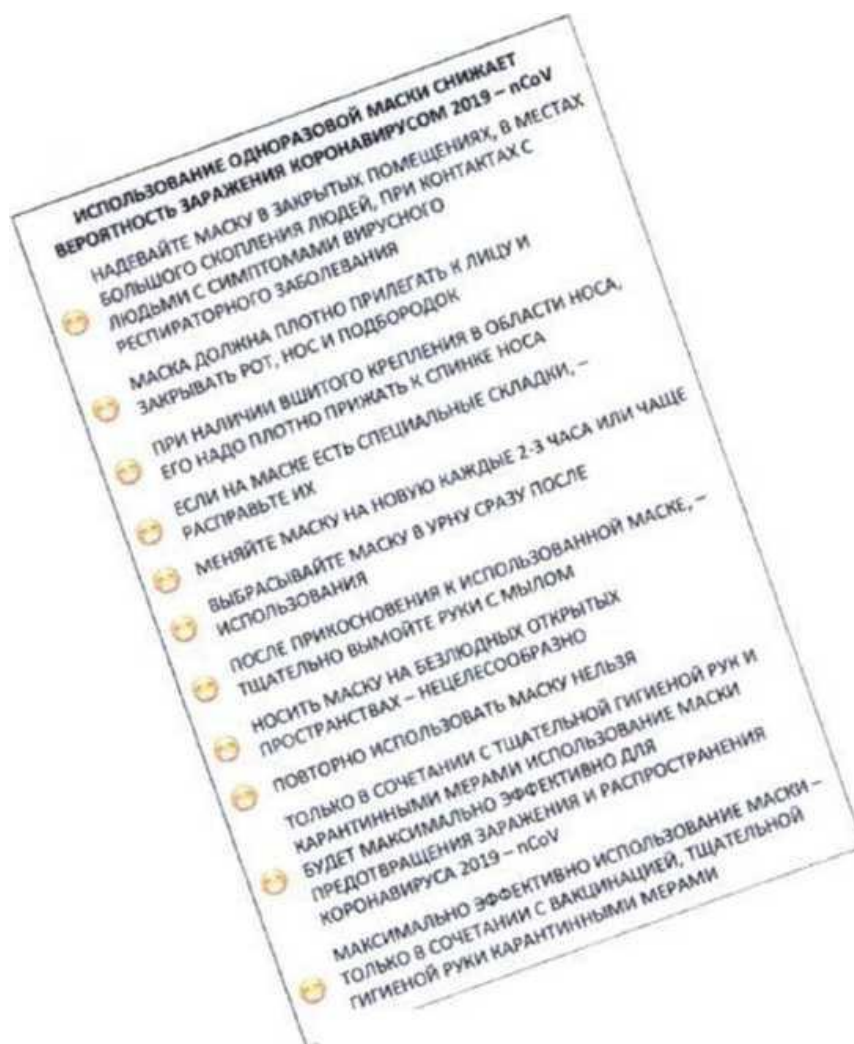 ИСПОЛЬЗОВАНИЕ ОДНОРАЗОВОЙ МАСКИ СНИЖАЕТ
ВЕРОЯТНОСТЬ ЗАРАЖЕНИЯ КОРОНАВИРУСОМ 2019 – nCoV
НАДЕВАЙТЕ МАСКУ В ЗАКРЫТЫХ ПОМЕЩЕНИЯХ, В МЕСТАХ
БОЛЬШОГО СКОПЛЕНИЯ ЛЮДЕЙ, ПРИ КОНТАКТАХ С
ЛЮДЬМИ С СИМПТОМАМИ ВИРУСНОГО
РЕСПИРАТОРНОГО ЗАБОЛЕВАНИЯ
МАСКА ДОЛЖНА ПЛОТНО ПРИЛЕГАТЬ К ЛИЦУ И
ЗАКРЫВАТЬ РОТ, НОС И ПОДБОРОДОК
ПРИ НАЛИЧИИ ВШИТОГО КРЕПЛЕНИЯ В ОБЛАСТИ НОСА,
ЕГО НАДО ПЛОТНО ПРИЖАТЬ К СПИНКЕ НОСА
ЕСЛИ НА МАСКЕ ЕСТЬ СПЕЦИАЛЬНЫЕ СКЛАДКИ, –
РАСПРАВЬТЕ ИХ
МЕНЯЙТЕ МАСКУ НА НОВУЮ КАЖДЫЕ 2-3 ЧАСА ИЛИ ЧАЩЕ
ВЫБРАСЫВАЙТЕ МАСКУ В УРНУ СРАЗУ ПОСЛЕ
ИСПОЛЬЗОВАНИЯ
ПОСЛЕ ПРИКОСНОВЕНИЯ К ИСПОЛЬЗОВАННОЙ МАСКЕ, –
ТЩАТЕЛЬНО ВЫМОЙТЕ РУКИ С МЫЛОМ
НОСИТЬ МАСКУ НА БЕЗЛЮДНЫХ ОТКРЫТЫХ
ПРОСТРАНСТВАХ – НЕЦЕЛЕСООБРАЗНО
ПОВТОРНО ИСПОЛЬЗОВАТЬ МАСКУ НЕЛЬЗЯ
ТОЛЬКО В СОЧЕТАНИИ С ТЩАТЕЛЬНОЙ ГИГИЕНОЙ РУК И
КАРАНТИННЫМИ МЕРАМИ ИСПОЛЬЗОВАНИЕ МАСКИ
БУДЕТ МАКСИМАЛЬНО ЭФФЕКТИВНО ДЛЯ
ПРЕДОТВРАЩЕНИЯ ЗАРАЖЕНИЯ И РАСПРОСТРАНЕНИЯ
КОРОНАВИРУСА 2019 – nCoV
МАКСИМАЛЬНО ЭФФЕКТИВНО ИСПОЛЬЗОВАНИЕ МАСКИ –
ТОЛЬКО В СОЧЕТАНИИ С ВАКЦИНАЦИЕЙ, ТЩАТЕЛЬНОЙ
ГИГИЕНОЙ РУКИ КАРАНТИННЫМИ МЕРАМИ